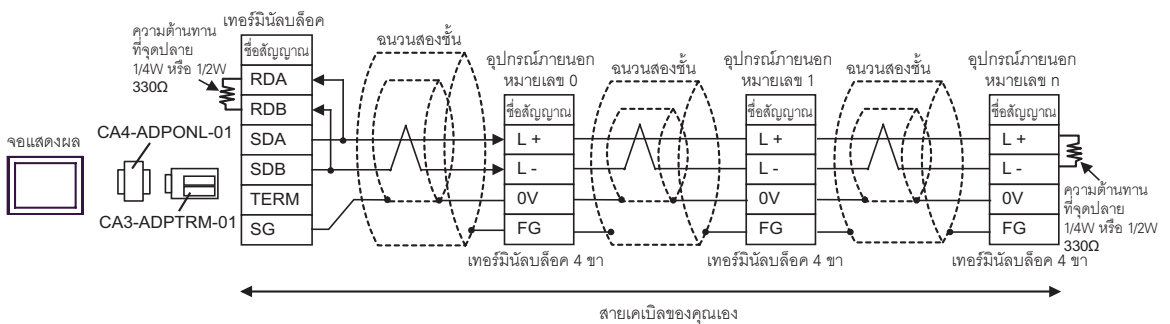 จอแสดงผล
CA4-ADPONL-01
CA3-ADPTRM-01
ความต้านทาน
ที่จุดปลาย
1/4W หรือ 1/2W
330Ω
เทอร์มินัลบล็อค
ชื่อสัญญาณ
RDA
RDB
SDA
SDB
TERM
SG
ฉนวนสองชั้น
อุปกรณ์ภายนอก
หมายเลข 0
ชื่อสัญญาณ
L +
L -
0V
FG
เทอร์มินัลบล็อค 4 ขา
ฉนวนสองชั้น
อุปกรณ์ภายนอก
หมายเลข 1
ชื่อสัญญาณ
L +
L -
0V
FG
เทอร์มินัลบล็อค 4 ขา
ฉนวนสองชั้น
อุปกรณ์ภายนอก
หมายเลข n
ชื่อสัญญาณ
L +
L -
0V
FG
เทอร์มินัลบล็อค 4 ขา
ความต้านทาน
ที่จุดปลาย
1/4W หรือ 1/2W
330Ω
สายเคเบิลของคุณเอง